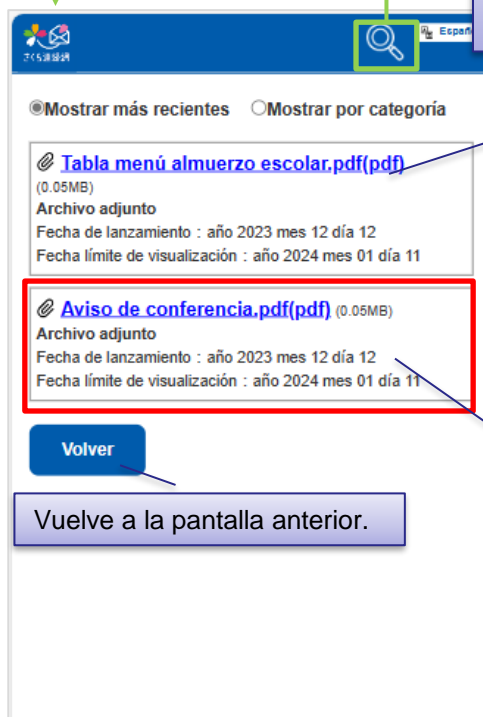 さくら連絡網
Españ
Mostrar más recientes Mostrar por categoría
Tabla menú almuerzo escolar.pdf(pdf)
(0.05MB)
Archivo adjunto
Fecha de lanzamiento：año 2023 mes 12 día 12
Fecha límite de visualización：año 2024 mes 01 día 11
Aviso de conferencia.pdf(pdf) (0.05MB)
Archivo adjunto
Fecha de lanzamiento：año 2023 mes 12 día 12
Fecha límite de visualización：año 2024 mes 01 día 11
Volver
Vuelve a la pantalla anterior.